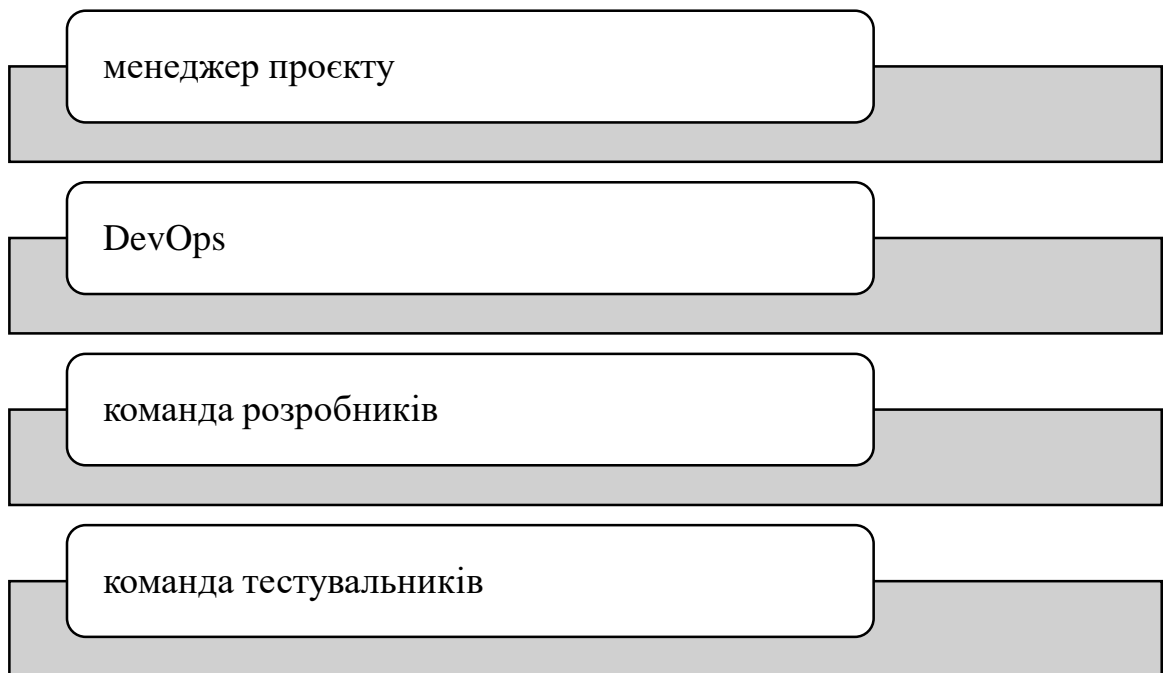 менеджер проєкту
DevOps
команда розробників
команда тестувальників